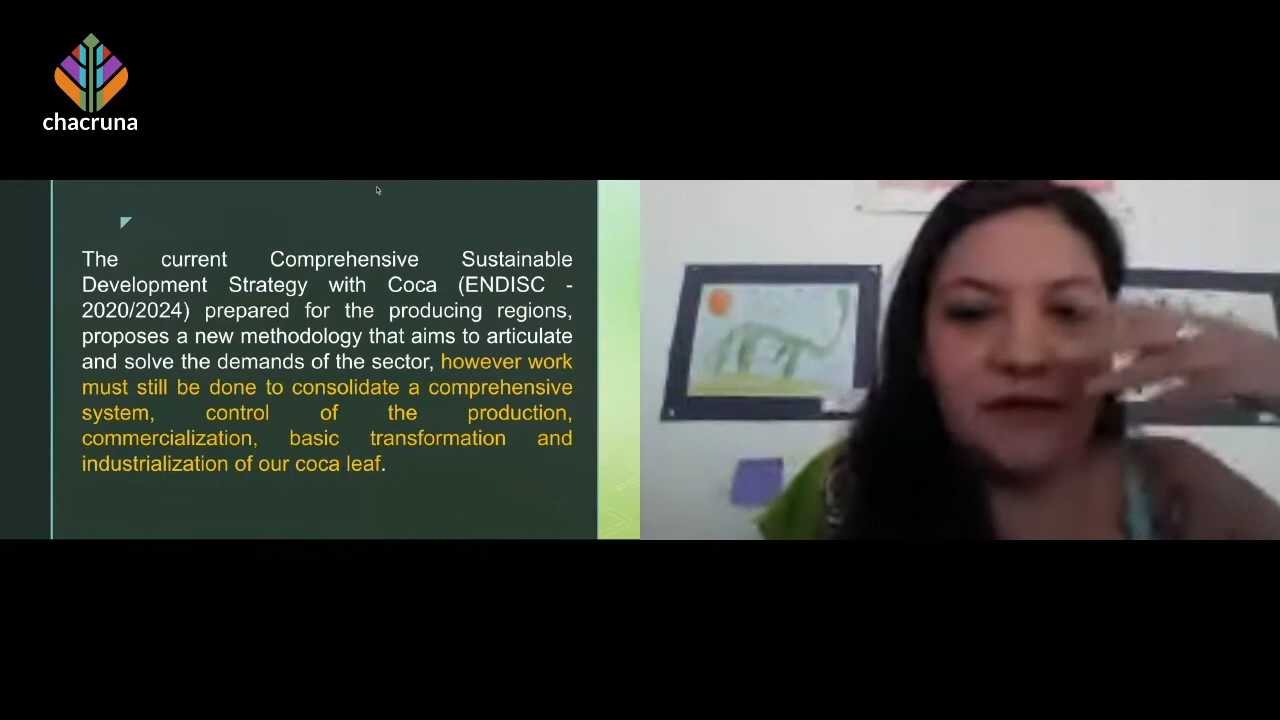 chacruna
The current Comprehensive Sustainable
Development Strategy with Coca (ENDISC -
2020/2024) prepared for the producing regions,
proposes a new methodology that aims to articulate
and solve the demands of the sector, however work
must still be done to consolidate a comprehensive
system, control of the production,
commercialization, basic transformation and
industrialization of our coca leaf.